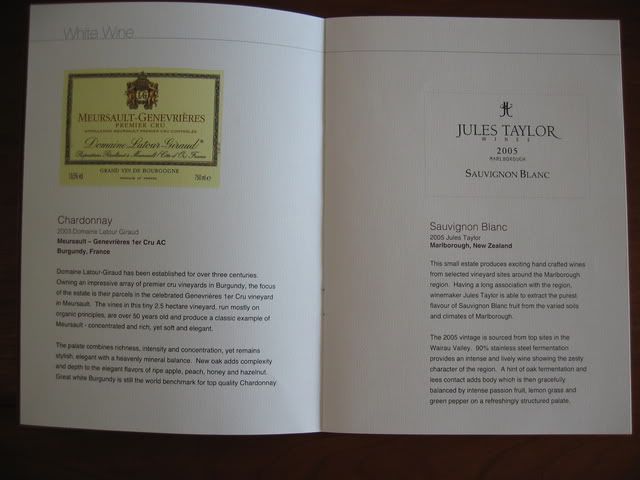 White Wine
MEURSAULT-GENEVRIÈRES
PREMIER CRU
APPELLATION MEURSAULT PREMIER CRU CONTRÔLÉE
Domaine Latour-Giraud
GRAND VIN DE BOURGOGNE
PRODUCE OF FRANCE
750ml e
Chardonnay
2003 Domaine Latour Giraud
Meursault – Genevrières 1er Cru AC
Burgundy, France
Domaine Latour-Giraud has been established for over three centuries.
Owning an impressive array of premier cru vineyards in Burgundy, the focus
of the estate is their parcels in the celebrated Genevrières 1er Cru vineyard
in Meursault. The vines in this tiny 2.5 hectare vineyard, run mostly on
organic principles, are over 50 years old and produce a classic example of
Meursault - concentrated and rich, yet soft and elegant.
The palate combines richness, intensity and concentration, yet remains
stylish, elegant with a heavenly mineral balance. New oak adds complexity
and depth to the elegant flavors of ripe apple, peach, honey and hazelnut.
Great white Burgundy is still the world benchmark for top quality Chardonnay
JULES TAYLOR
WINES
2005
MARLBOROUGH
SAUVIGNON BLANC
Sauvignon Blanc
2005 Jules Taylor
Marlborough, New Zealand
This small estate produces exciting hand crafted wines
from selected vineyard sites around the Marlborough
region. Having a long association with the region,
winemaker Jules Taylor is able to extract the purest
flavour of Sauvignon Blanc fruit from the varied soils
and climates of Marlborough.
The 2005 vintage is sourced from top sites in the
Wairau Valley. 90% stainless steel fermentation
provides an intense and lively wine showing the zesty
character of the region. A hint of oak fermentation and
lees contact adds body which is then gracefully
balanced by intense passion fruit, lemon grass and
green pepper on a refreshingly structured palate.